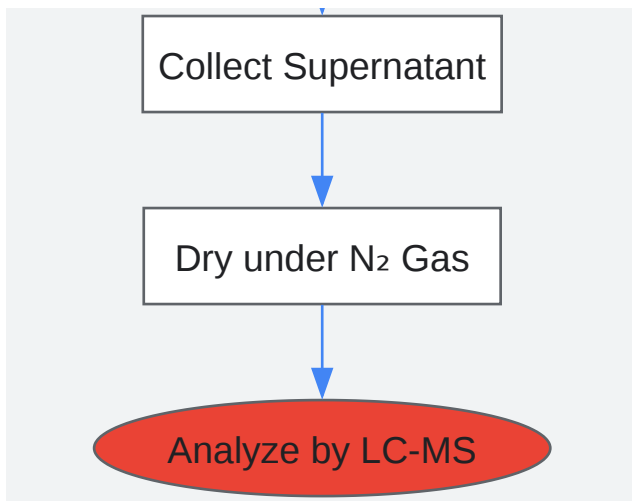 Collect Supernatant
Dry under N₂ Gas
Analyze by LC-MS